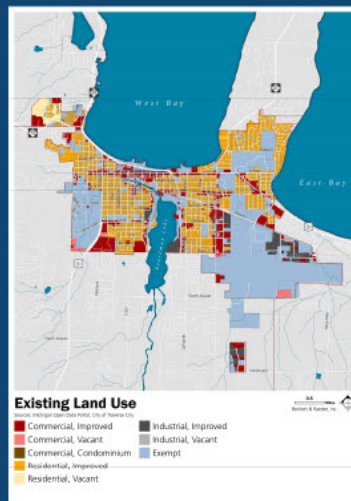 West Bay
East Bay
Existing Land Use
Sources: Michigan Open Data Portal, City of Traverse City
Commercial, Improved
Commercial, Vacant
Commercial, Condominium
Residential, Improved
Residential, Vacant
Industrial, Improved
Industrial, Vacant
Exempt
Beckett & Raeder, Inc.